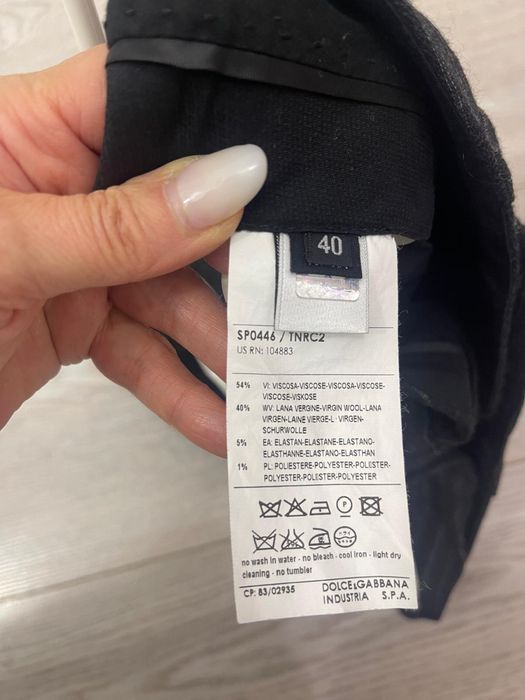 40
SP0446 / TNRC2
US RN: 104883
54% VI: VISCOSA-VISCOSE-VISCOSA-VISCOSE-
VISCOSE-VISKOSE
40% WV: LANA VERGINE-VIRGIN WOOL-LANA
VIRGEN-LAINE VIERGE-L · VIRGEN-
SCHURWOLLE
5% EA: ELASTAN-ELASTANE-ELASTANO-
ELASTHANNE-ELASTANO-ELASTHAN
1% PL: POLIESTERE-POLYESTER-POLESTER-
POLYESTER-POLESTER-POLYESTER
P
no wash in water - no bleach - cool iron - light dry
cleaning - no tumbler
CP: 83/02935
DOLCE&GABBANA
INDUSTRIA S.P.A.